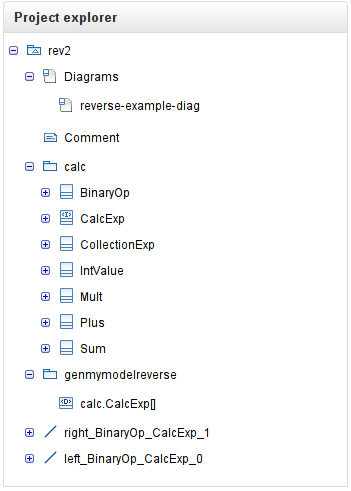 Project explorer
rev2
Diagrams
reverse-example-diag
Comment
calc
BinaryOp
CalcExp
CollectionExp
IntValue
Mult
Plus
Sum
genmymodelreverse
calc.CalcExp[]
right_BinaryOp_CalcExp_1
left_BinaryOp_CalcExp_0